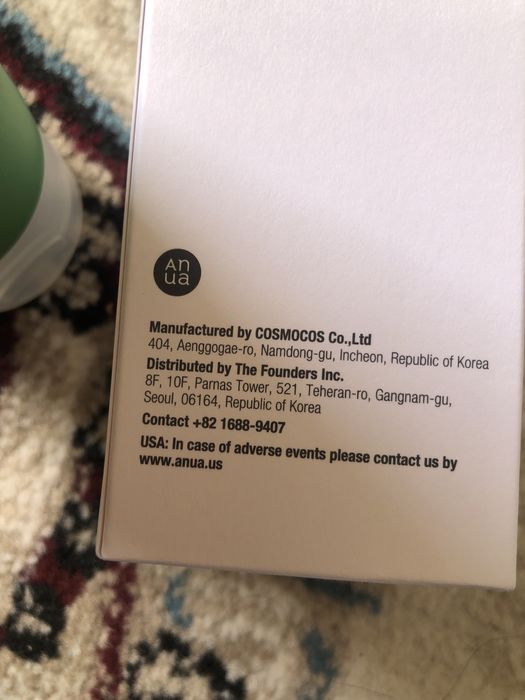 An
ua
Manufactured by COSMOCOS Co.,Ltd
404, Aenggogae-ro, Namdong-gu, Incheon, Republic of Korea
Distributed by The Founders Inc.
8F, 10F, Parnas Tower, 521, Teheran-ro, Gangnam-gu,
Seoul, 06164, Republic of Korea
Contact +82 1688-9407
USA: In case of adverse events please contact us by
www.anua.us